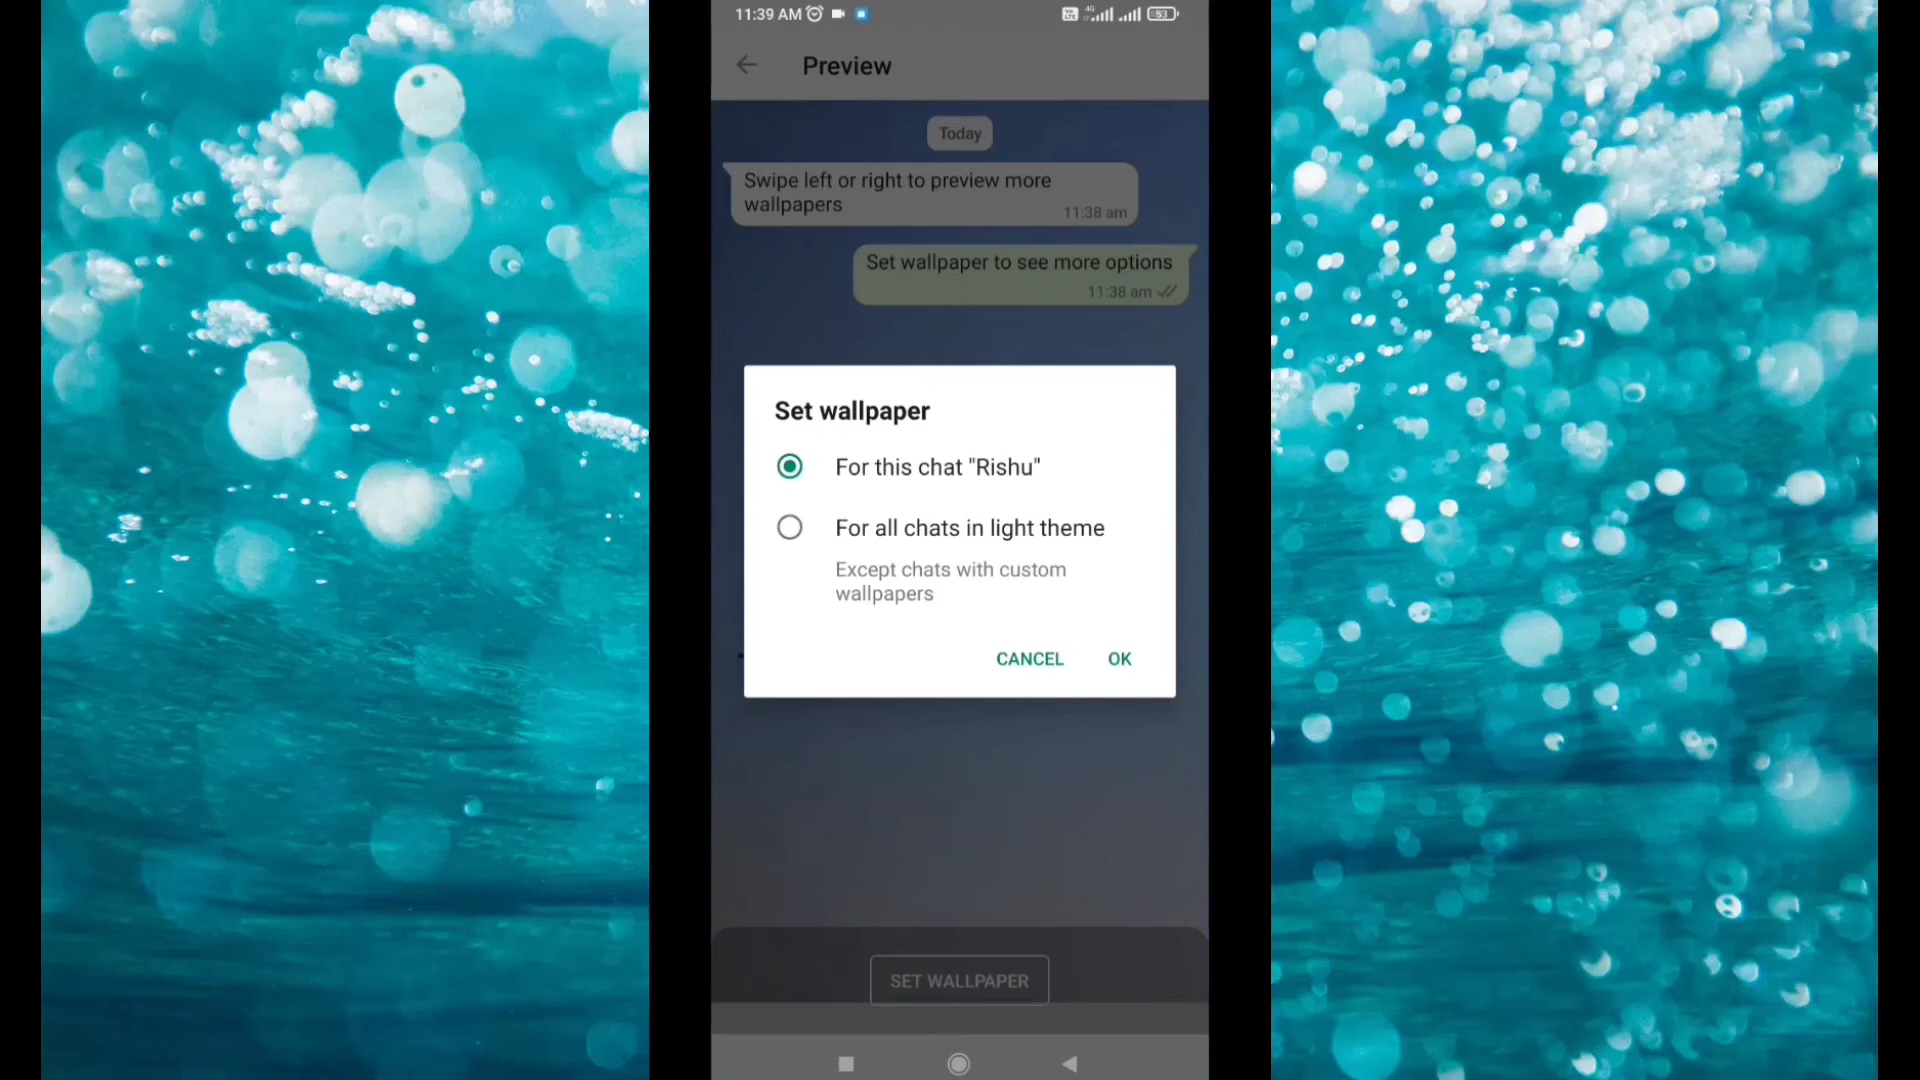 11:39 AM
4G
53
Preview
Today
Swipe left or right to preview more
wallpapers
11:38 am
Set wallpaper to see more options
11:38 am
Set wallpaper
For this chat "Rishu"
For all chats in light theme
Except chats with custom
wallpapers
CANCEL OK
SET WALLPAPER